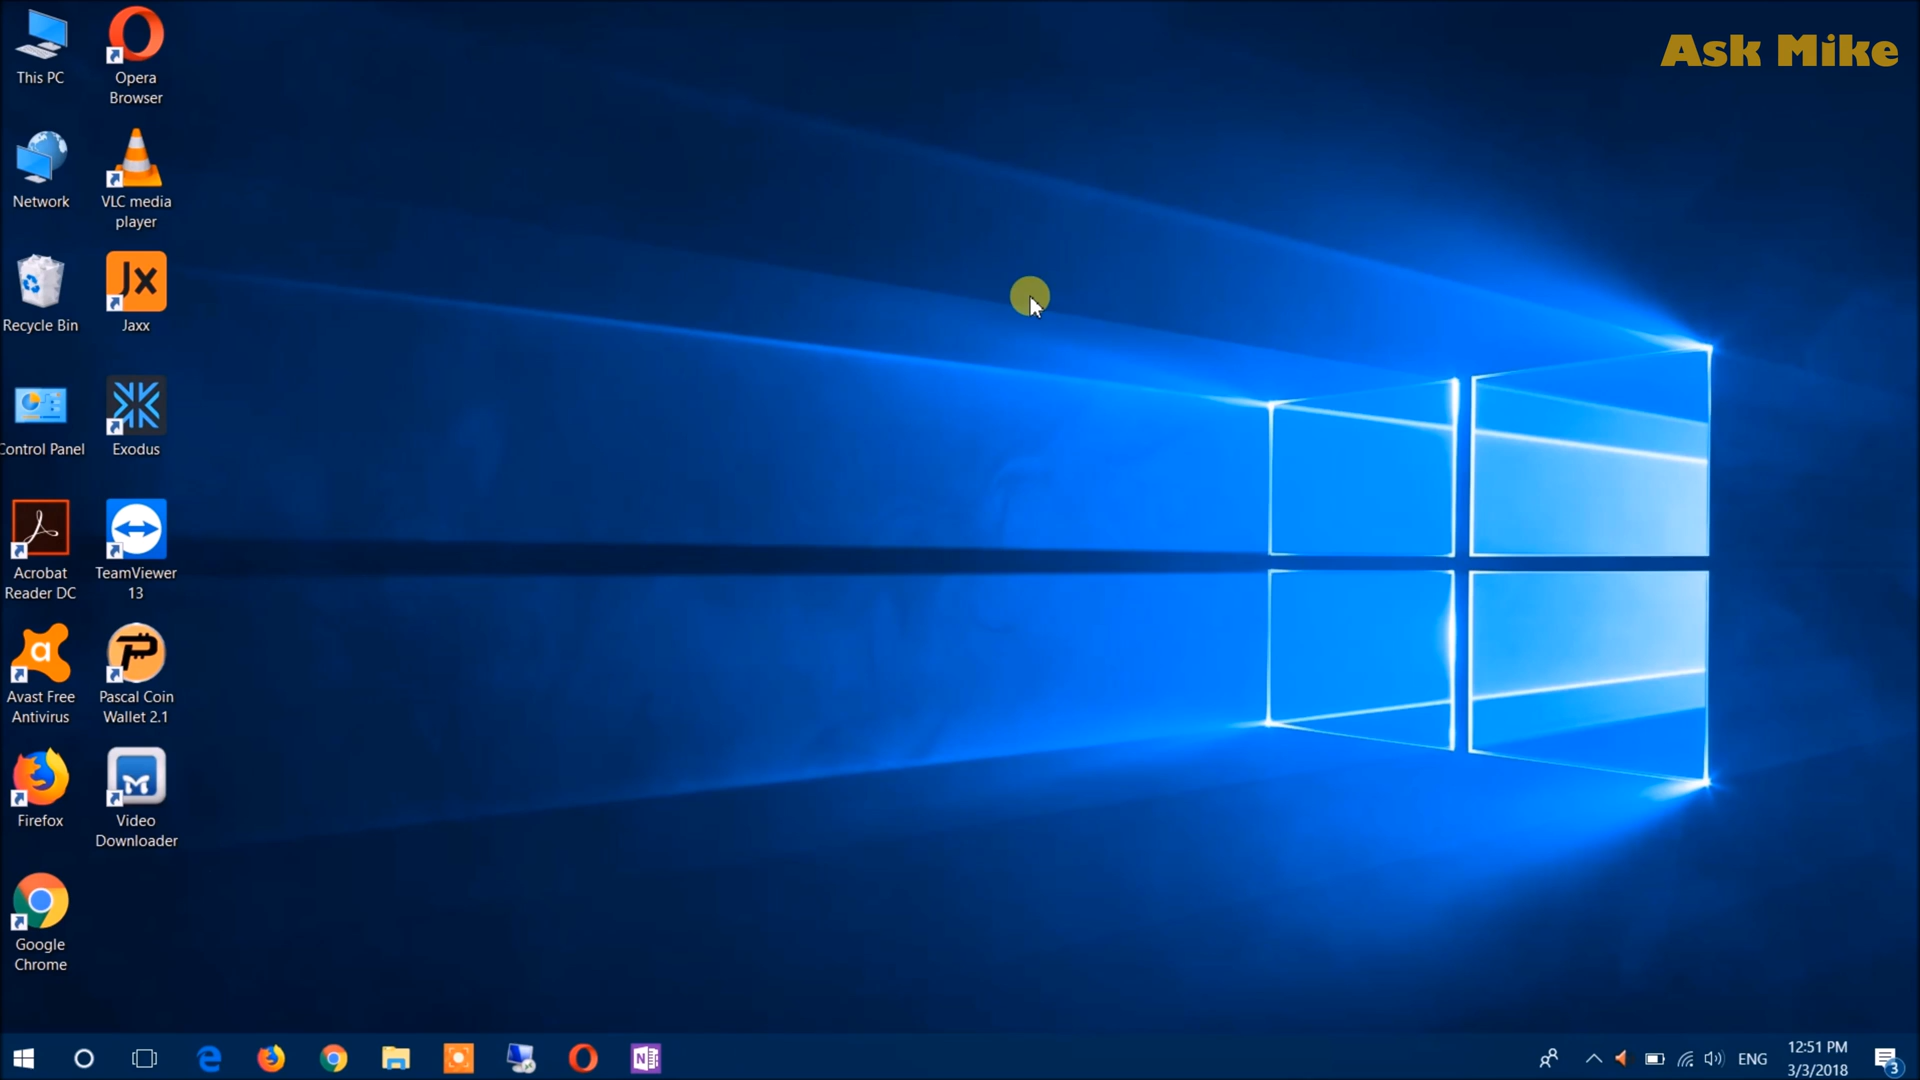 Ask Mike
This PC
Opera
Browser
Network
VLC media
player
Recycle Bin
Jx
Jaxx
Control Panel
Exodus
Acrobat
Reader DC
TeamViewer
13
a
Avast Free
Antivirus
Pascal Coin
Wallet 2.1
Firefox
Video
Downloader
Google
Chrome
N
ENG
12:51 PM
3/3/2018
3